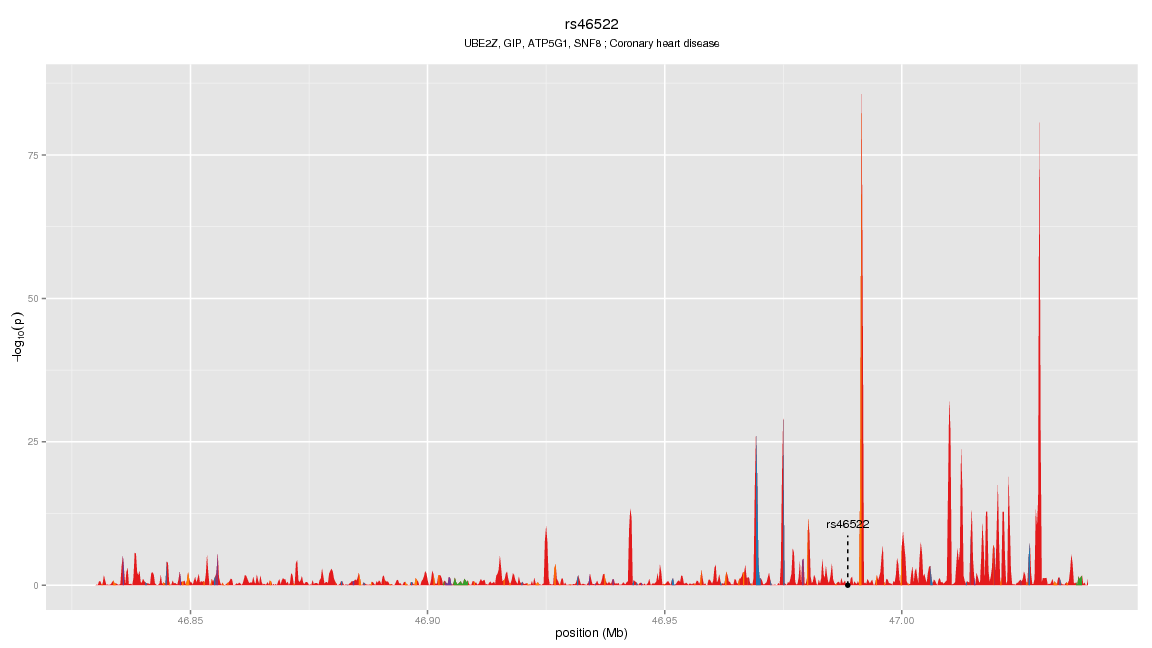 rs46522
UBE2Z, GIP, ATP5G1, SNF8 ; Coronary heart disease
75
50
25
0
−log10(p)
rs46522
46.85
46.90
46.95
47.00
position (Mb)